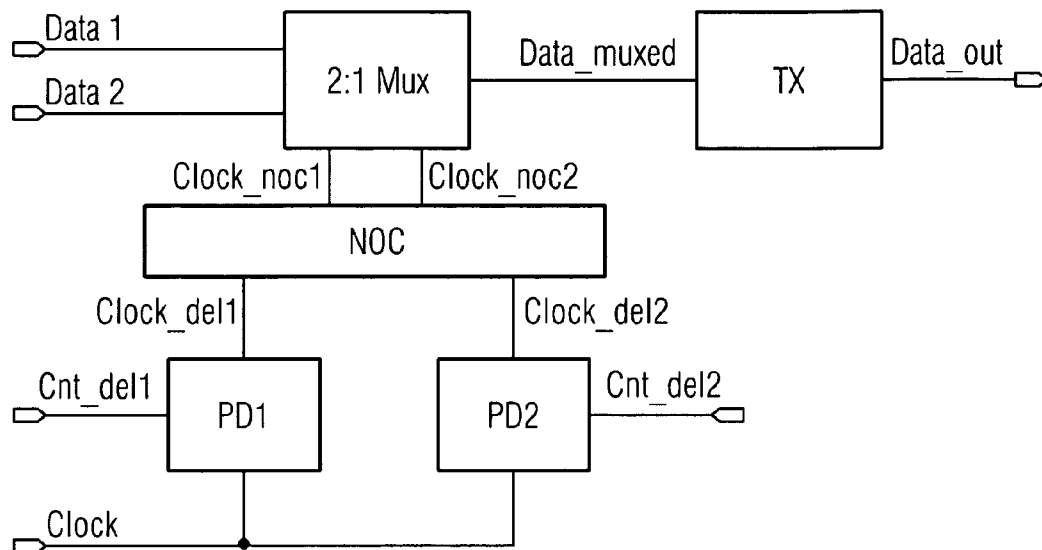 Data 1
Data 2
2:1 Mux
Data_muxed
TX
Data_out
Clock_noc1
Clock_noc2
NOC
Clock_del1
Clock_del2
Cnt_del1
PD1
PD2
Cnt_del2
Clock